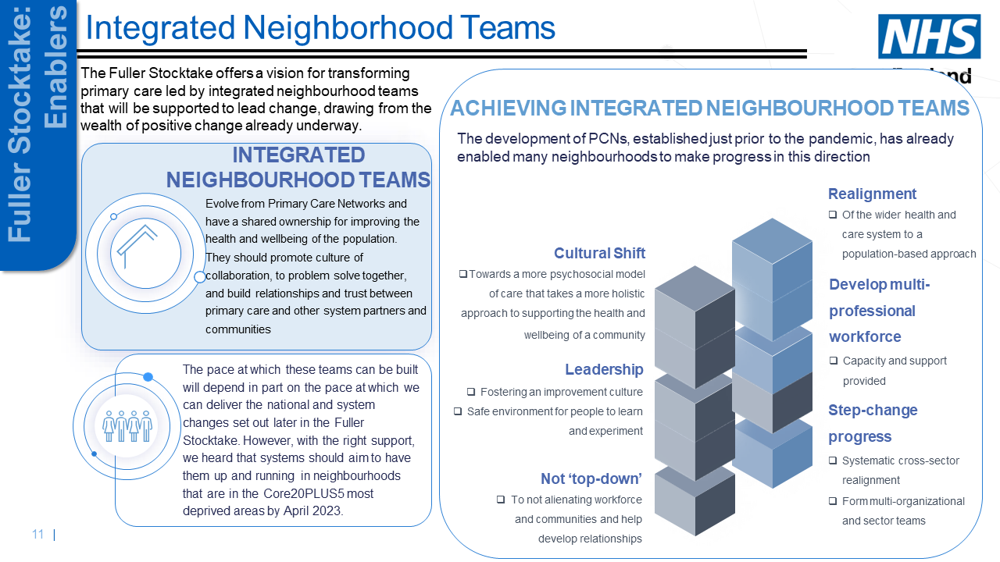 Fuller Stocktake:
Enablers
Integrated Neighborhood Teams
NHS
The Fuller Stocktake offers a vision for transforming
primary care led by integrated neighbourhood teams
that will be supported to lead change, drawing from the
wealth of positive change already underway.
INTEGRATED
NEIGHBOURHOOD TEAMS
Evolve from Primary Care Networks and
have a shared ownership for improving the
health and wellbeing of the population.
They should promote culture of
collaboration, to problem solve together,
and build relationships and trust between
primary care and other system partners and
communities
The pace at which these teams can be built
will depend in part on the pace at which we
can deliver the national and system
changes set out later in the Fuller
Stocktake. However, with the right support,
we heard that systems should aim to have
them up and running in neighbourhoods
that are in the Core20PLUS5 most
deprived areas by April 2023.
ACHIEVING INTEGRATED NEIGHBOURHOOD TEAMS
The development of PCNs, established just prior to the pandemic, has already
enabled many neighbourhoods to make progress in this direction
Cultural Shift
Towards a more psychosocial model
of care that takes a more holistic
approach to supporting the health and
wellbeing of a community
Leadership
Fostering an improvement culture
Safe environment for people to learn
and experiment
Not ‘top-down’
To not alienating workforce
and communities and help
develop relationships
Realignment
Of the wider health and
care system to a
population-based approach
Develop multi-
professional
workforce
Capacity and support
provided
Step-change
progress
Systematic cross-sector
realignment
Form multi-organizational
and sector teams
11 |